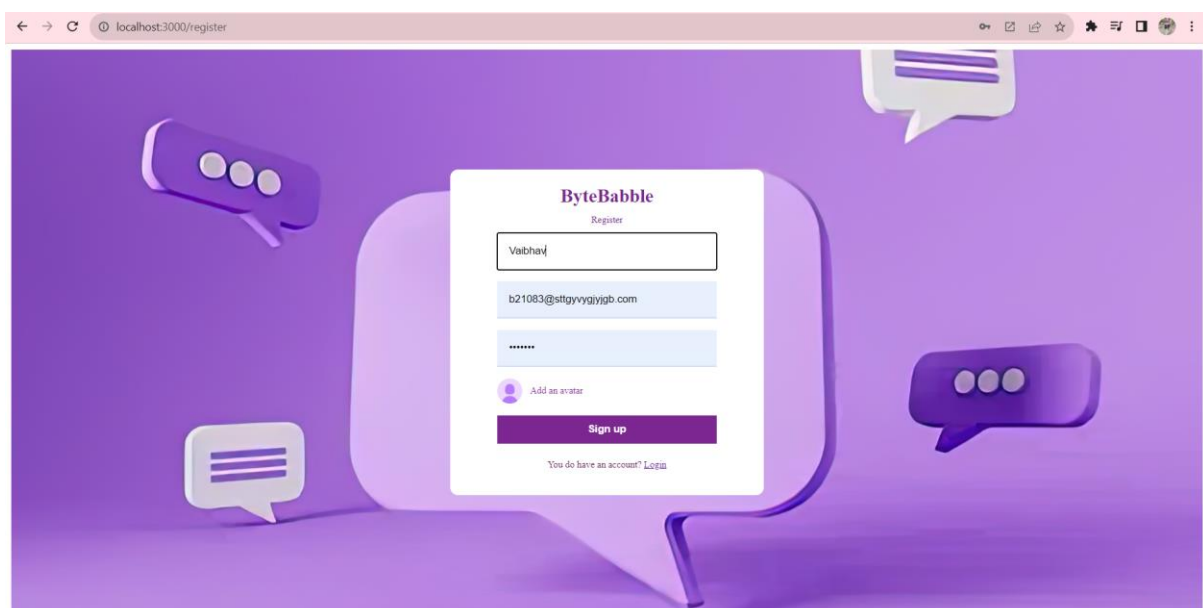 localhost:3000/register
ByteBabble
Register
Vaibhav
b21083@sttgyvygjyjgb.com
•••••••
Add an avatar
Sign up
You do have an account? Login